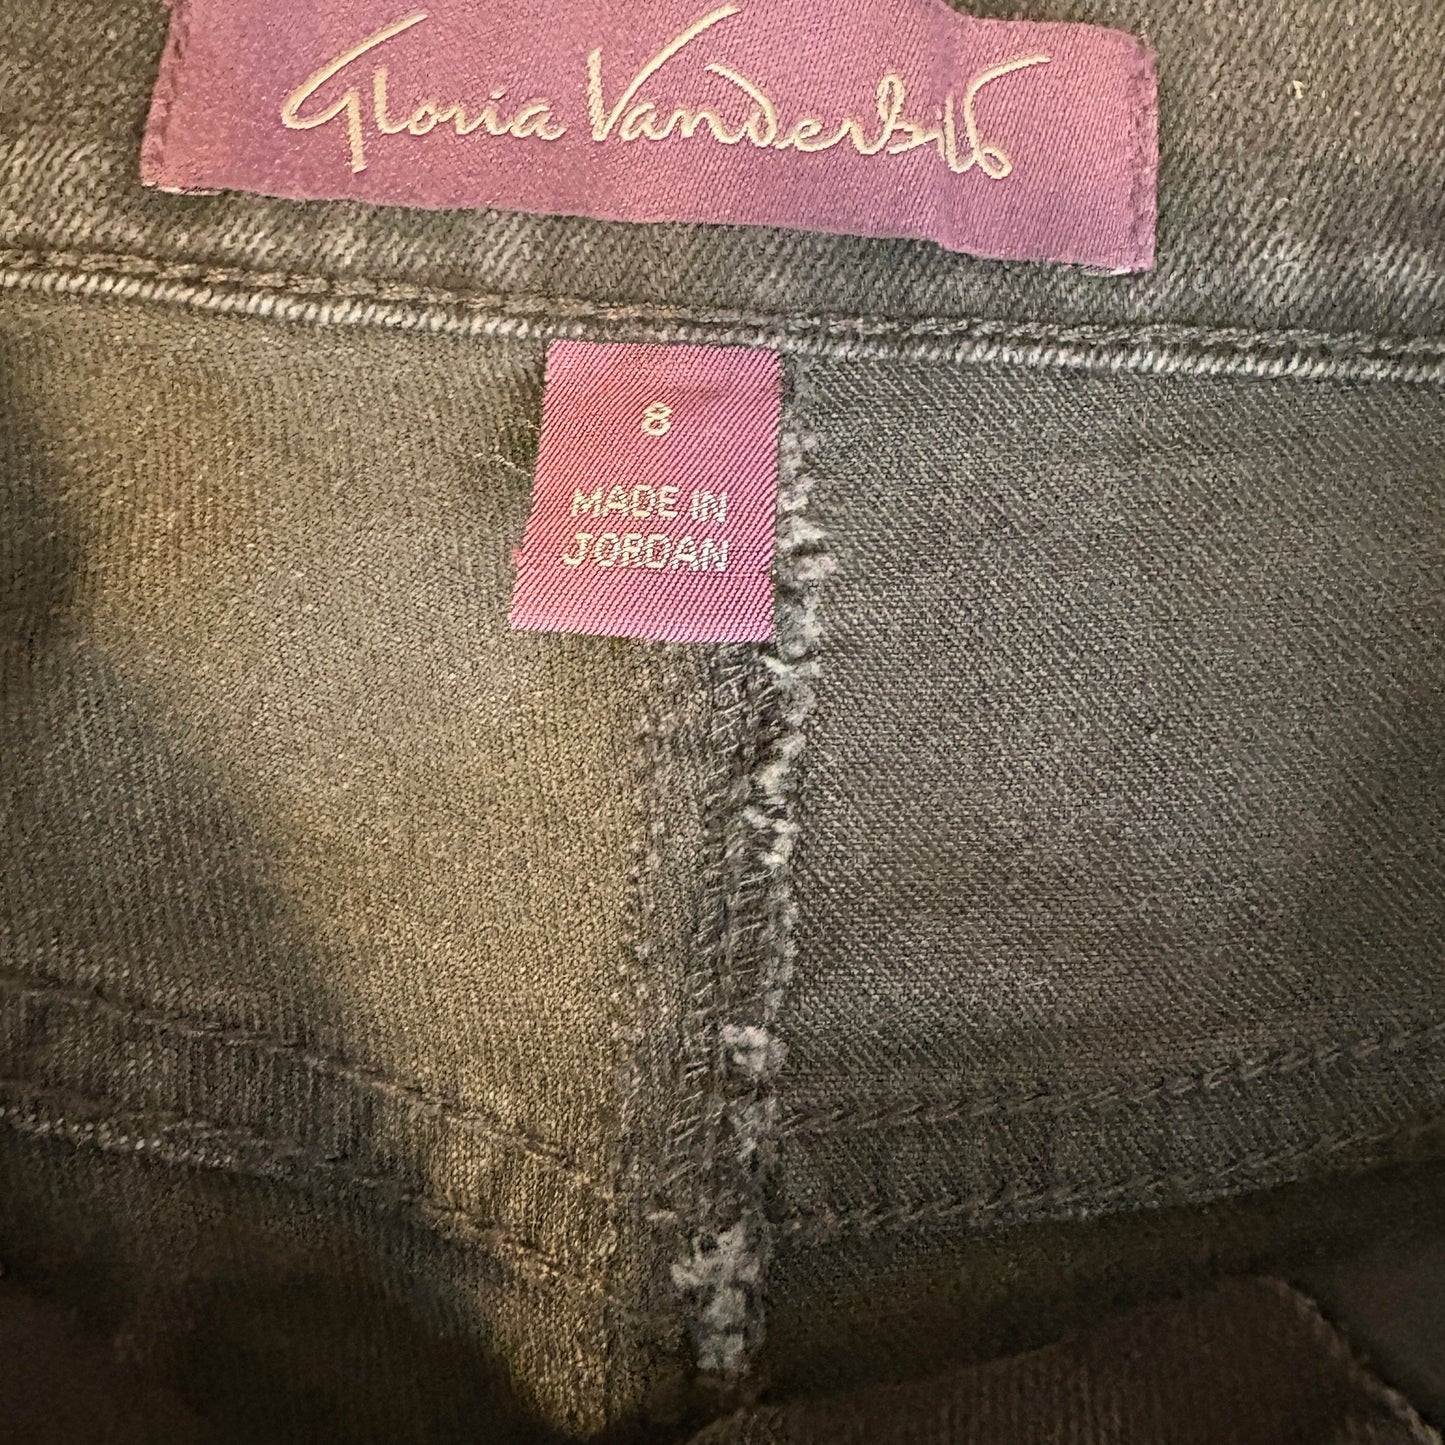 Gloria Vanderbilt
8
MADE IN
JORDAN